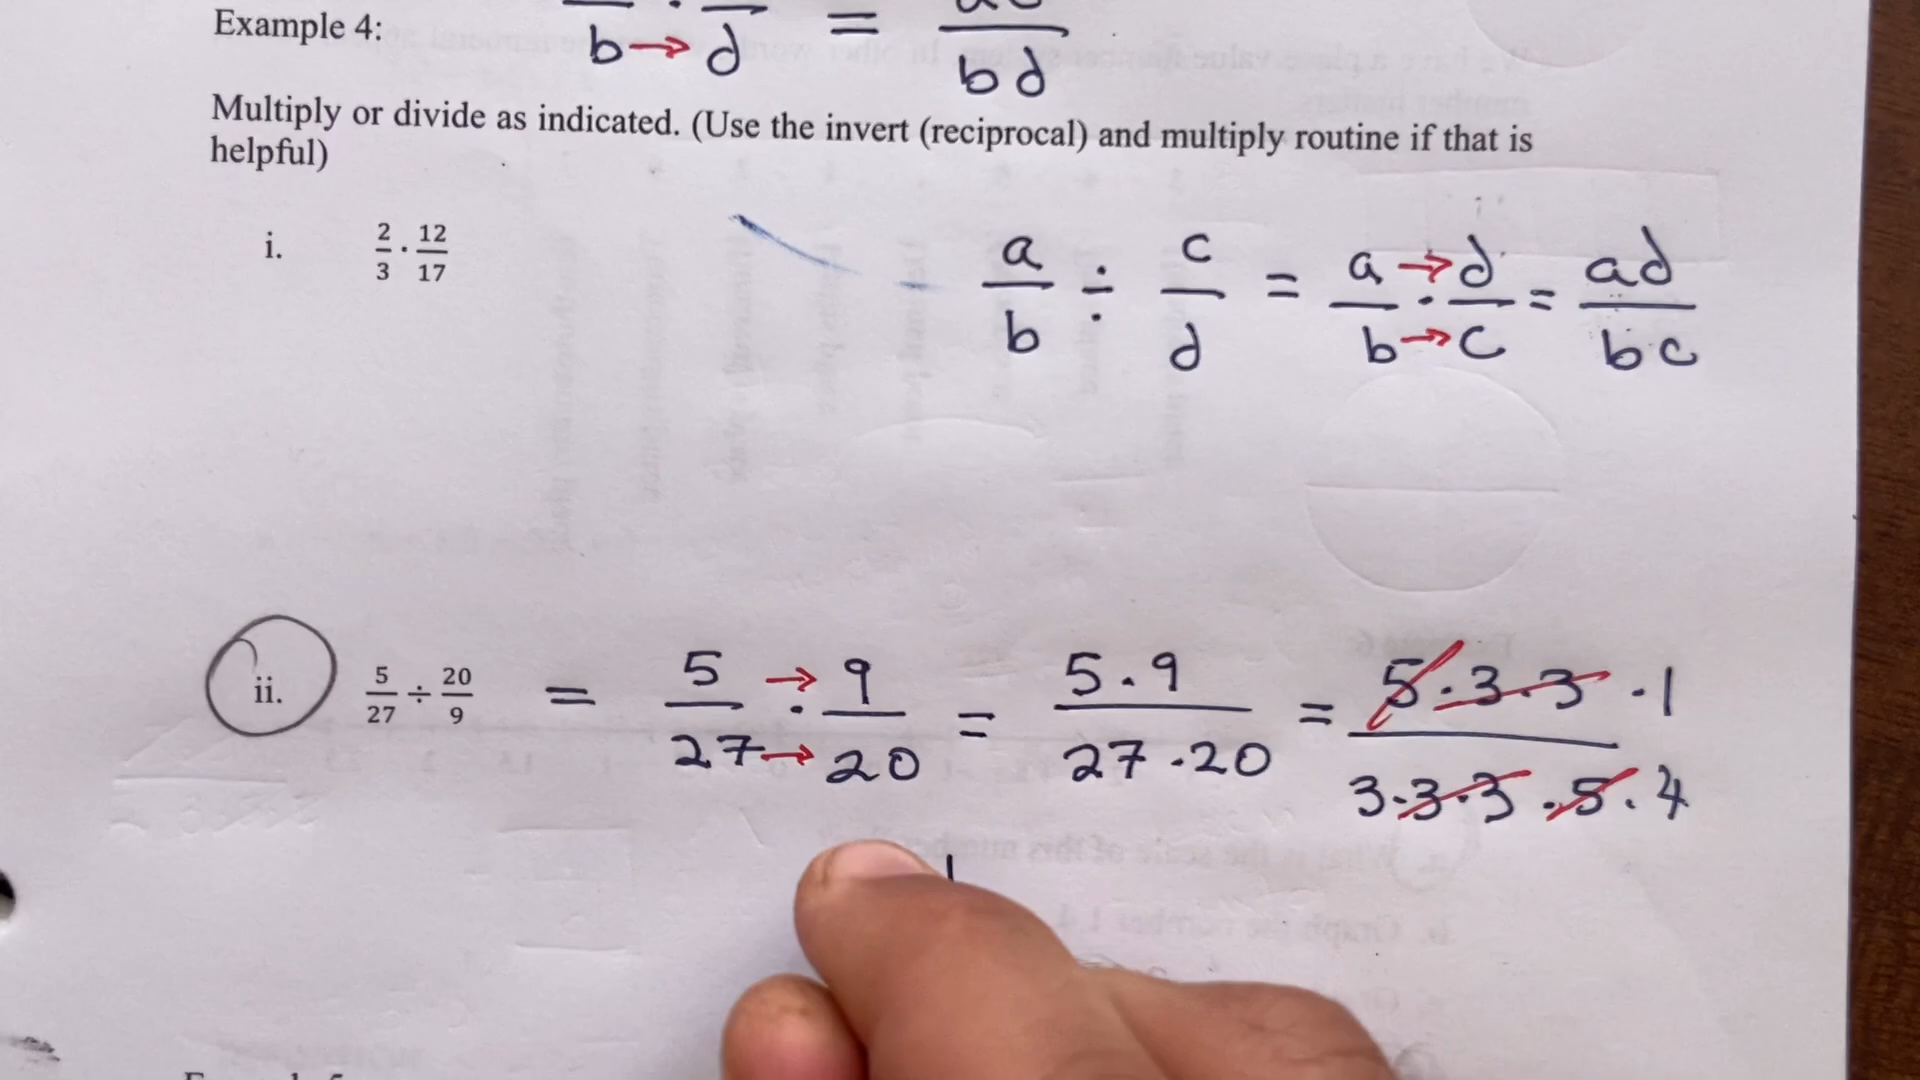 Example 4:
b → d = bd
Multiply or divide as indicated. (Use the invert (reciprocal) and multiply routine if that is
helpful)
i. 2/3 · 12/17
a/b ÷ c/d = a/b · d/c = ad/bc
ii. 5/27 ÷ 20/9 = 5/27 · 9/20 = 5·9/27·20 = 5·3·3·1/3·3·3·5·4